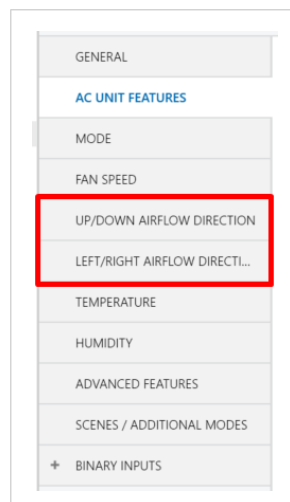 GENERAL
AC UNIT FEATURES
MODE
FAN SPEED
UP/DOWN AIRFLOW DIRECTION
LEFT/RIGHT AIRFLOW DIRECTI...
TEMPERATURE
HUMIDITY
ADVANCED FEATURES
SCENES / ADDITIONAL MODES
+ BINARY INPUTS